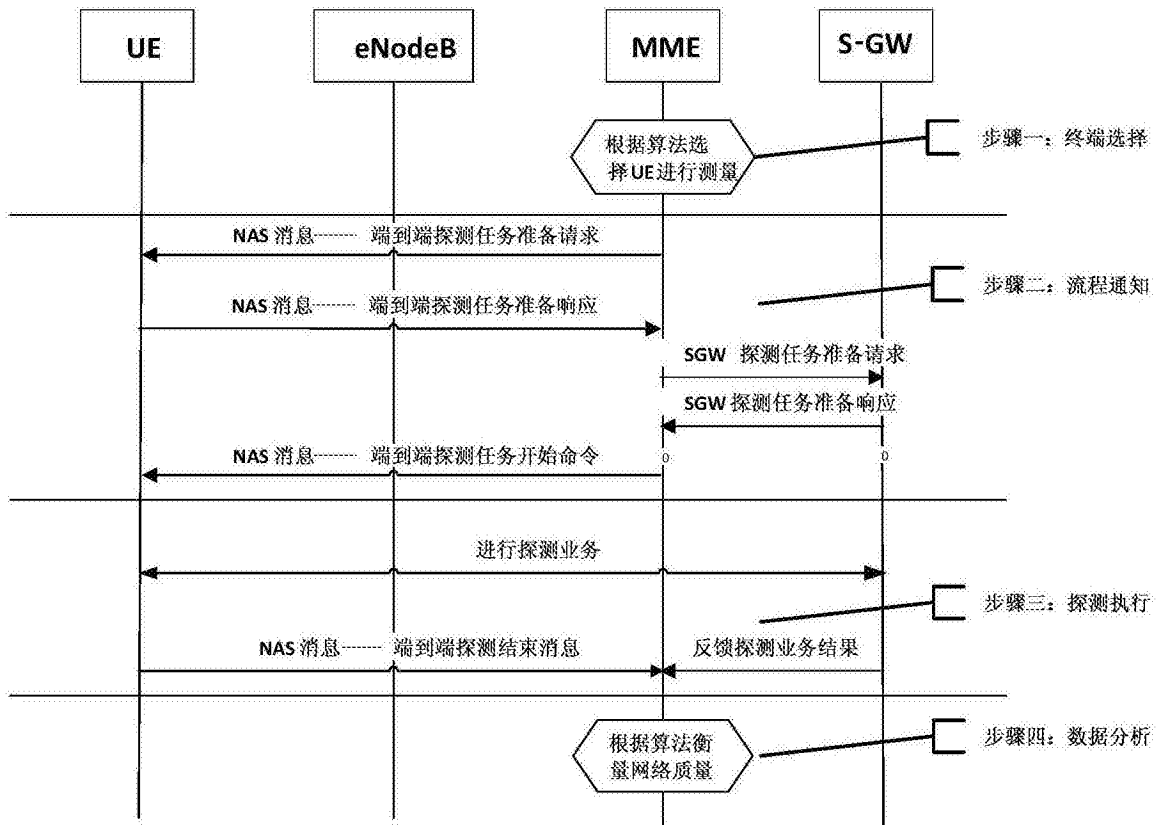 UE
eNodeB
MME
S-GW
根据算法选
择UE进行测量
步骤一：终端选择
NAS 消息------- 端到端探测任务准备请求
步骤二：流程通知
NAS 消息------- 端到端探测任务准备响应
SGW 探测任务准备请求
SGW 探测任务准备响应
NAS 消息------- 端到端探测任务开始命令
0
0
进行探测业务
步骤三：探测执行
NAS 消息------- 端到端探测结束消息
反馈探测业务结果
根据算法衡
量网络质量
步骤四：数据分析